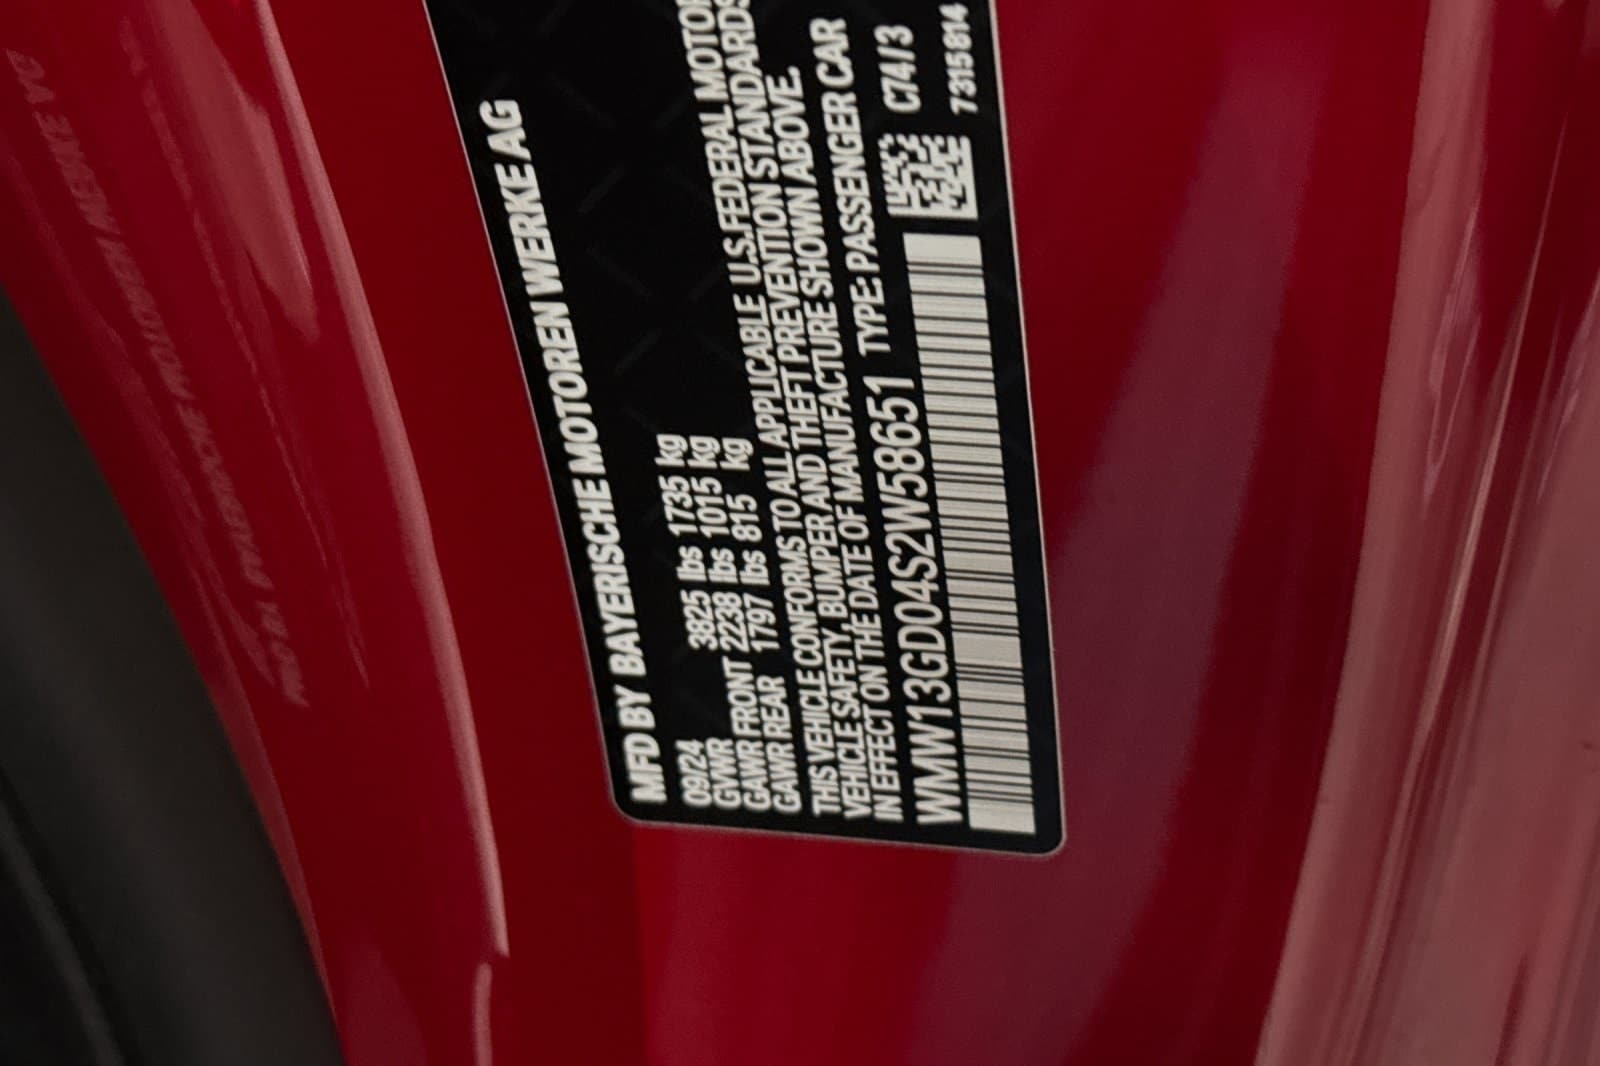 MFD BY BAYERISCHE MOTOREN WERKE AG
09/24
GVWR 3825 lbs 1735 kg
GAWR FRONT 2238 lbs 1015 kg
GAWR REAR 1797 lbs 815 kg
THIS VEHICLE CONFORMS TO ALL APPLICABLE U.S. FEDERAL MOTOR
VEHICLE SAFETY, BUMPER AND THEFT PREVENTION STANDARDS
IN EFFECT ON THE DATE OF MANUFACTURE SHOWN ABOVE.
WMW13GD04S2W58651 TYPE: PASSENGER CAR
C74/3
7315814